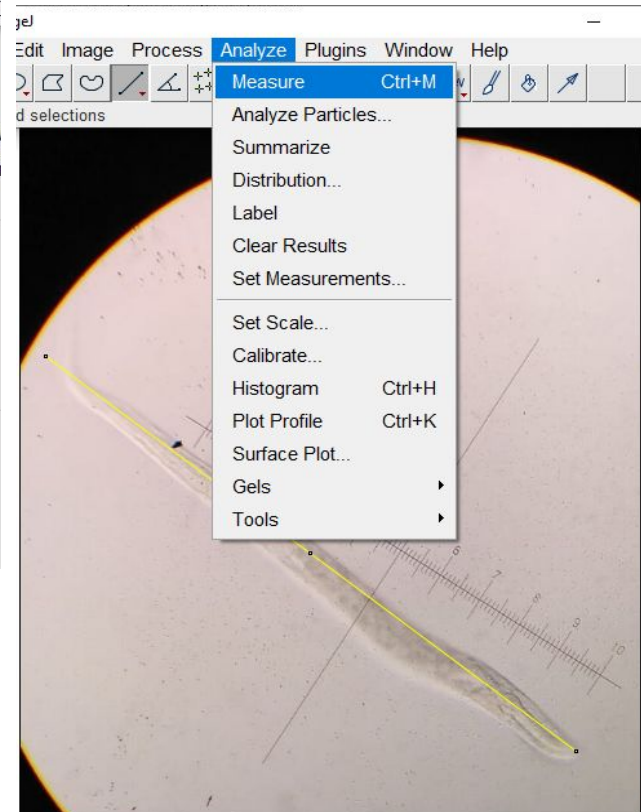 geJ
Edit Image Process Analyze Plugins Window Help
d selections
Measure Ctrl+M
Analyze Particles...
Summarize
Distribution...
Label
Clear Results
Set Measurements...
Set Scale...
Calibrate...
Histogram Ctrl+H
Plot Profile Ctrl+K
Surface Plot...
Gels
Tools
6
7
8
9
10